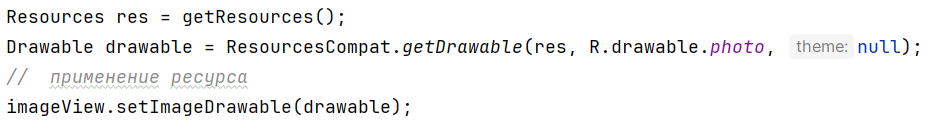 Resources res = getResources();
Drawable drawable = ResourcesCompat.getDrawable(res, R.drawable.photo, theme: null);
//  применение ресурса
imageView.setImageDrawable(drawable);